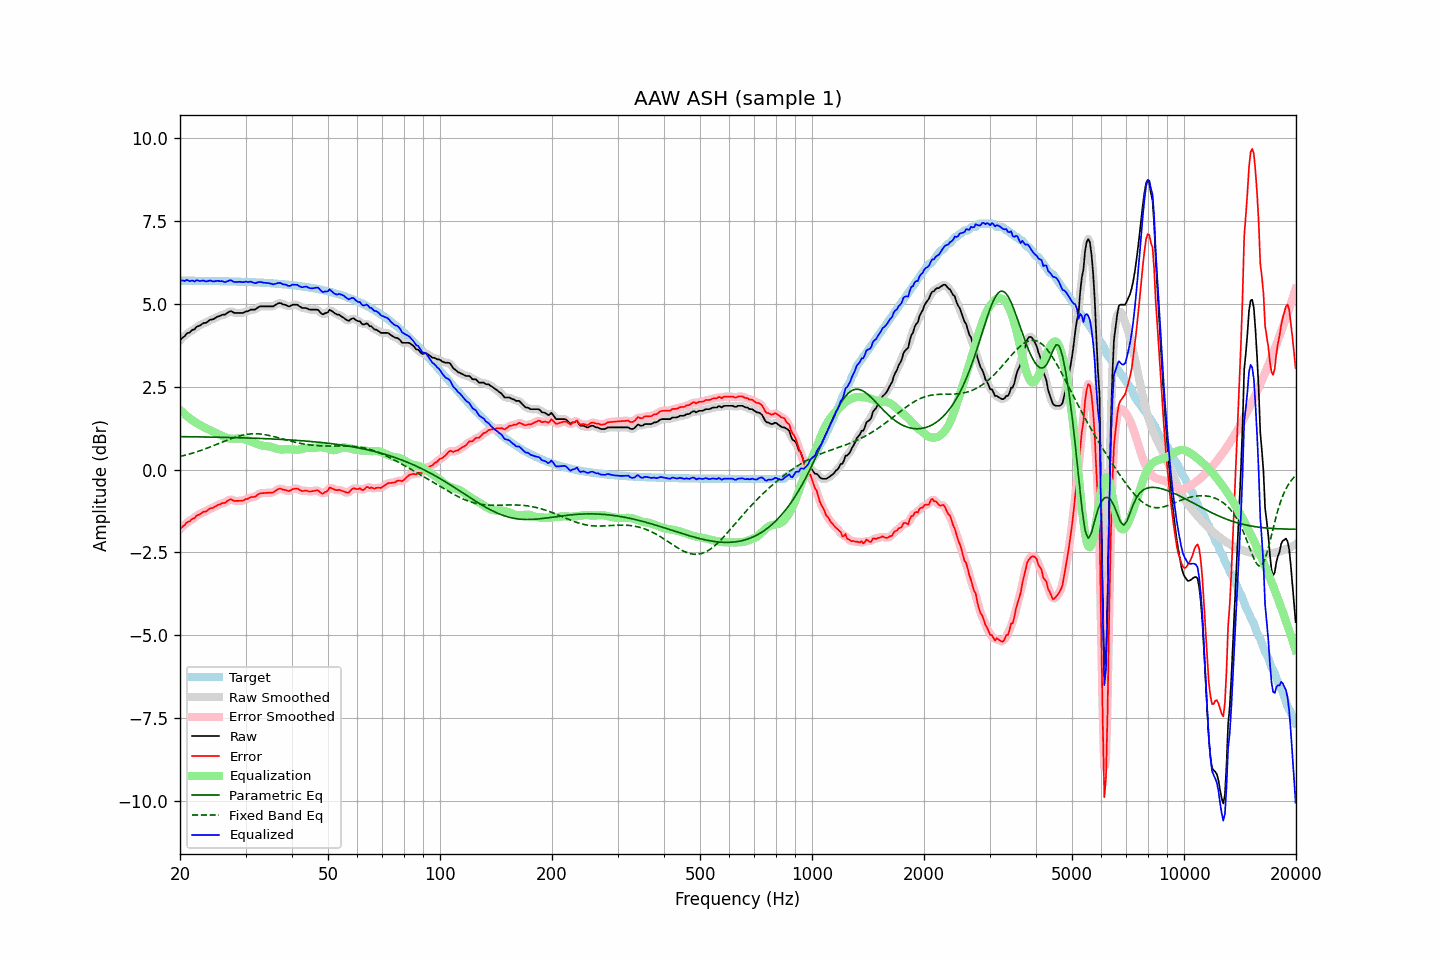 AAW ASH (sample 1)
10.0
7.5
5.0
2.5
0.0
−2.5
−5.0
−7.5
−10.0
Amplitude (dBr)
Target
Raw Smoothed
Error Smoothed
Raw
Error
Equalization
Parametric Eq
Fixed Band Eq
Equalized
20
50
100
200
500
1000
2000
5000
10000
20000
Frequency (Hz)